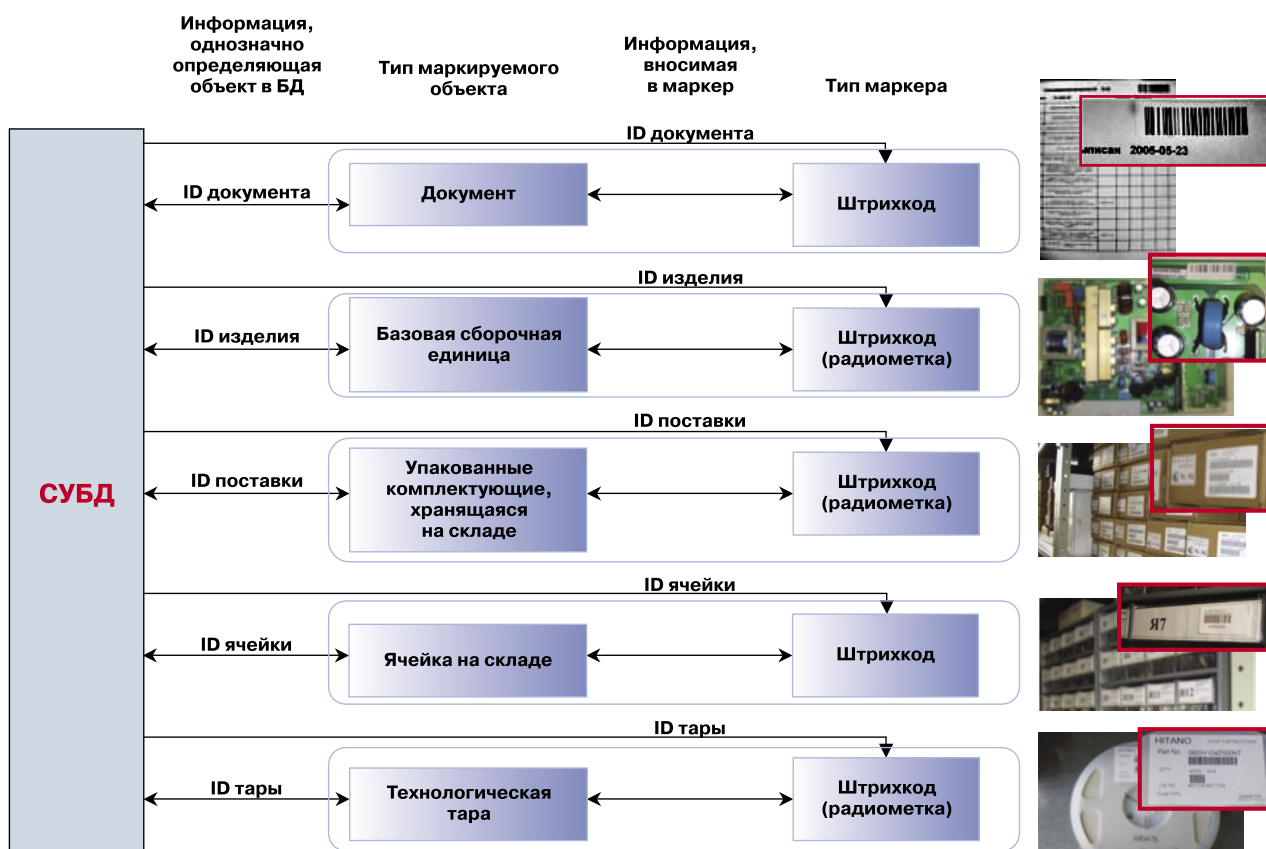 Информация,
однозначно
определяющая
объект в БД
Тип маркируемого
объекта
Информация,
вносимая
в маркер
Тип маркера
СУБД
ID документа
ID документа
Документ
Штрихкод
2006-05-23
ID изделия
ID изделия
Базовая сборочная
единица
Штрихкод
(радиометка)
ID поставки
ID поставки
Упакованные
комплектующие,
хранящаяся
на складе
Штрихкод
(радиометка)
ID ячейки
ID ячейки
Ячейка на складе
Штрихкод
Я7
ID тары
ID тары
Технологическая
тара
Штрихкод
(радиометка)
HITANO
Part No